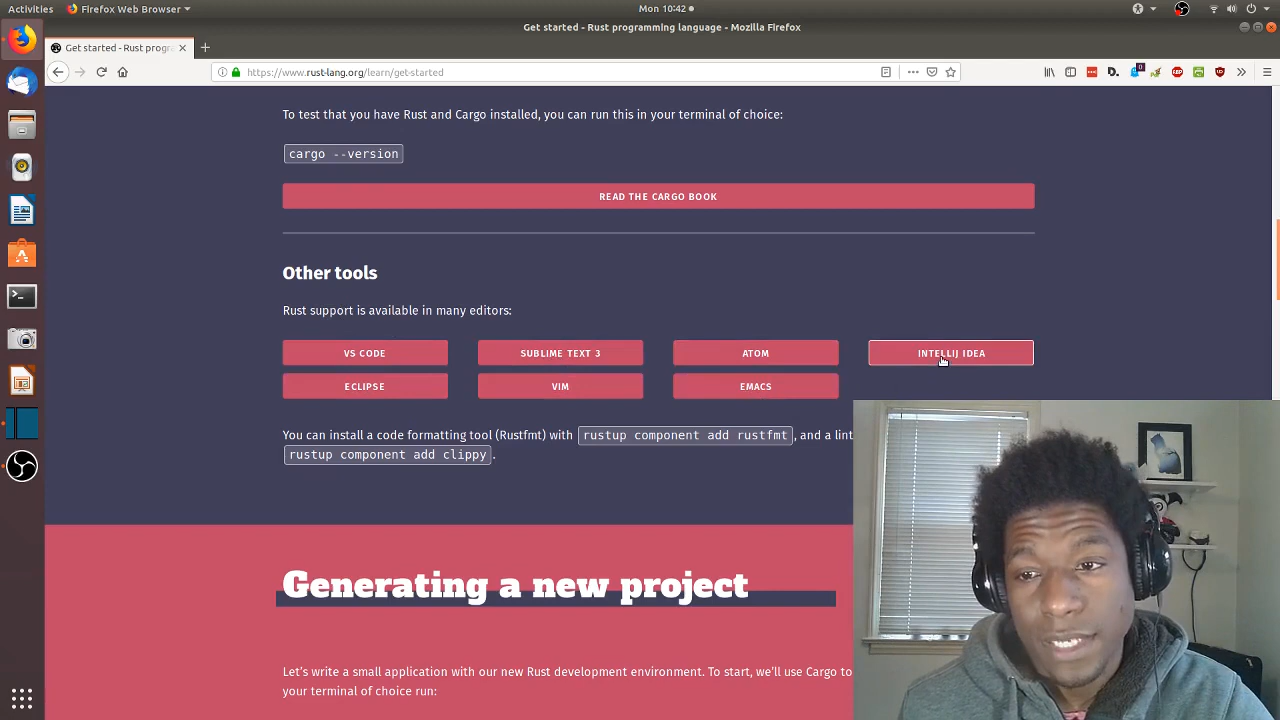 Activities
Firefox Web Browser
Mon 10:42
Get started - Rust programming language - Mozilla Firefox
Get started - Rust progra
https://www.rust-lang.org/learn/get-started
0
ABP
To test that you have Rust and Cargo installed, you can run this in your terminal of choice:
cargo --version
READ THE CARGO BOOK
Other tools
Rust support is available in many editors:
VS CODE
SUBLIME TEXT 3
ATOM
INTELLIJ IDEA
ECLIPSE
VIM
EMACS
You can install a code formatting tool (Rustfmt) with rustup component add rustfmt, and a lint
rustup component add clippy.
Generating a new project
Let's write a small application with our new Rust development environment. To start, we'll use Cargo to
your terminal of choice run: